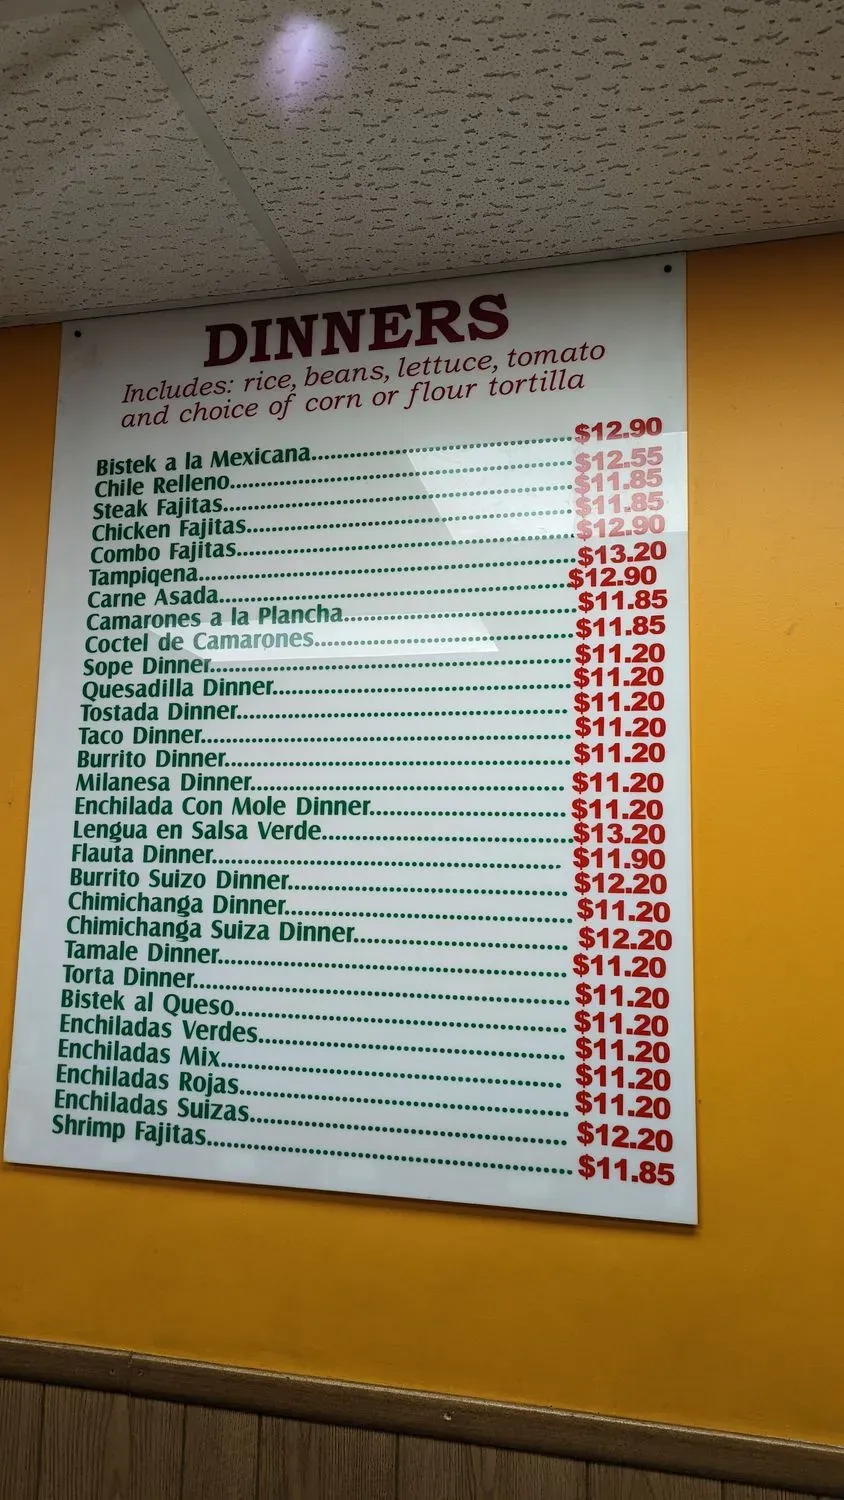 DINNERS
Includes: rice, beans, lettuce, tomato
and choice of corn or flour tortilla
Bistek a la Mexicana.....$12.90
Chile Relleno.....$12.55
Steak Fajitas.....$11.85
Chicken Fajitas.....$11.85
Combo Fajitas.....$12.90
Tampiqena.....$13.20
Carne Asada.....$12.90
Camarones a la Plancha.....$11.85
Coctel de Camarones.....$11.85
Sope Dinner.....$11.20
Quesadilla Dinner.....$11.20
Tostada Dinner.....$11.20
Taco Dinner.....$11.20
Burrito Dinner.....$11.20
Milanesa Dinner.....$11.20
Enchilada Con Mole Dinner.....$11.20
Lengua en Salsa Verde.....$13.20
Flauta Dinner.....$11.90
Burrito Suizo Dinner.....$12.20
Chimichanga Dinner.....$11.20
Chimichanga Suiza Dinner.....$12.20
Tamale Dinner.....$11.20
Torta Dinner.....$11.20
Bistek al Queso.....$11.20
Enchiladas Verdes.....$11.20
Enchiladas Mix.....$11.20
Enchiladas Rojas.....$11.20
Enchiladas Suizas.....$12.20
Shrimp Fajitas.....$11.85